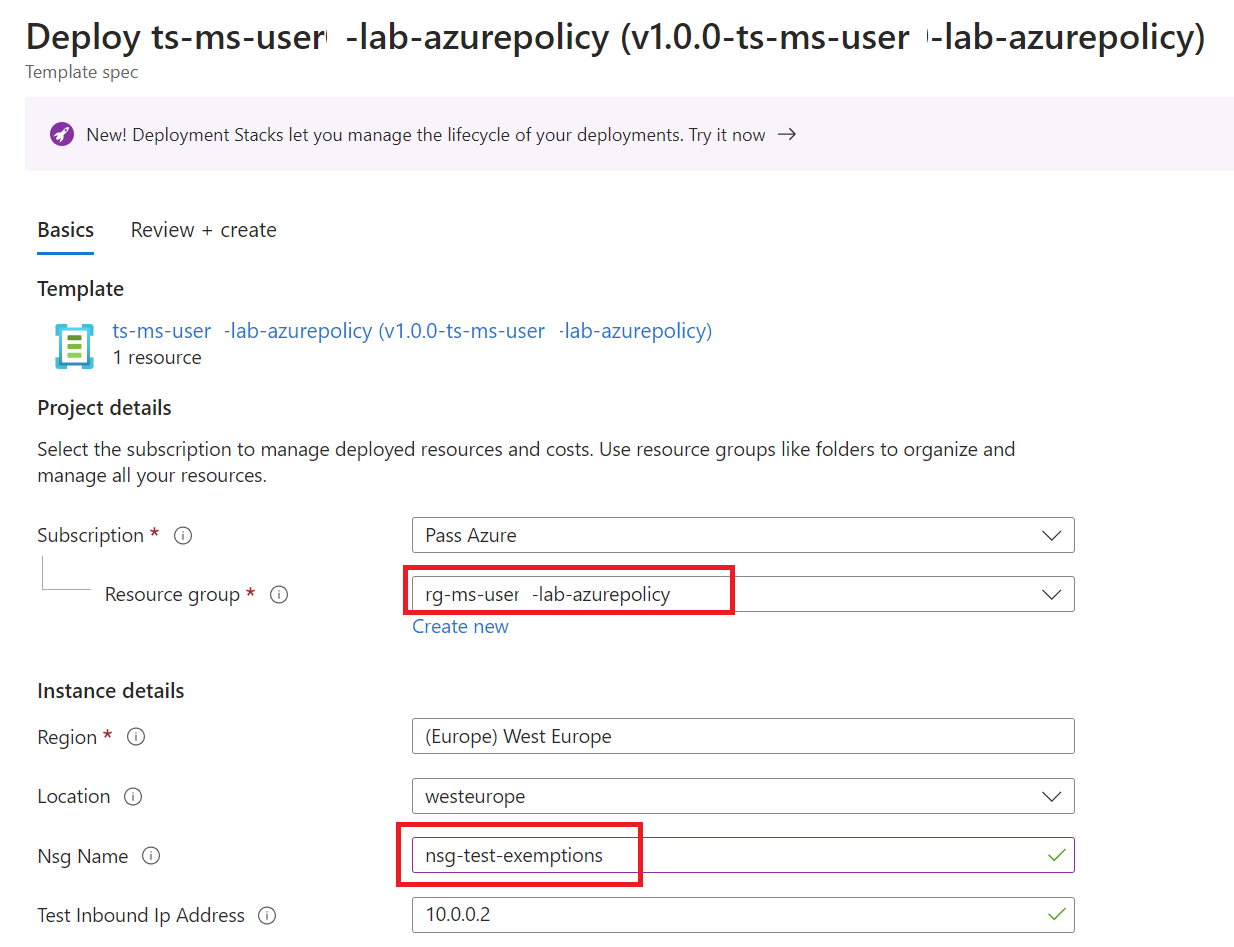 Deploy ts-ms-user -lab-azurepolicy (v1.0.0-ts-ms-user -lab-azurepolicy)
Template spec
New! Deployment Stacks let you manage the lifecycle of your deployments. Try it now →
Basics Review + create
Template
ts-ms-user -lab-azurepolicy (v1.0.0-ts-ms-user -lab-azurepolicy)
1 resource
Project details
Select the subscription to manage deployed resources and costs. Use resource groups like folders to organize and
manage all your resources.
Subscription * Pass Azure
Resource group * rg-ms-user -lab-azurepolicy
Create new
Instance details
Region * (Europe) West Europe
Location westeurope
Nsg Name nsg-test-exemptions
Test Inbound Ip Address 10.0.0.2